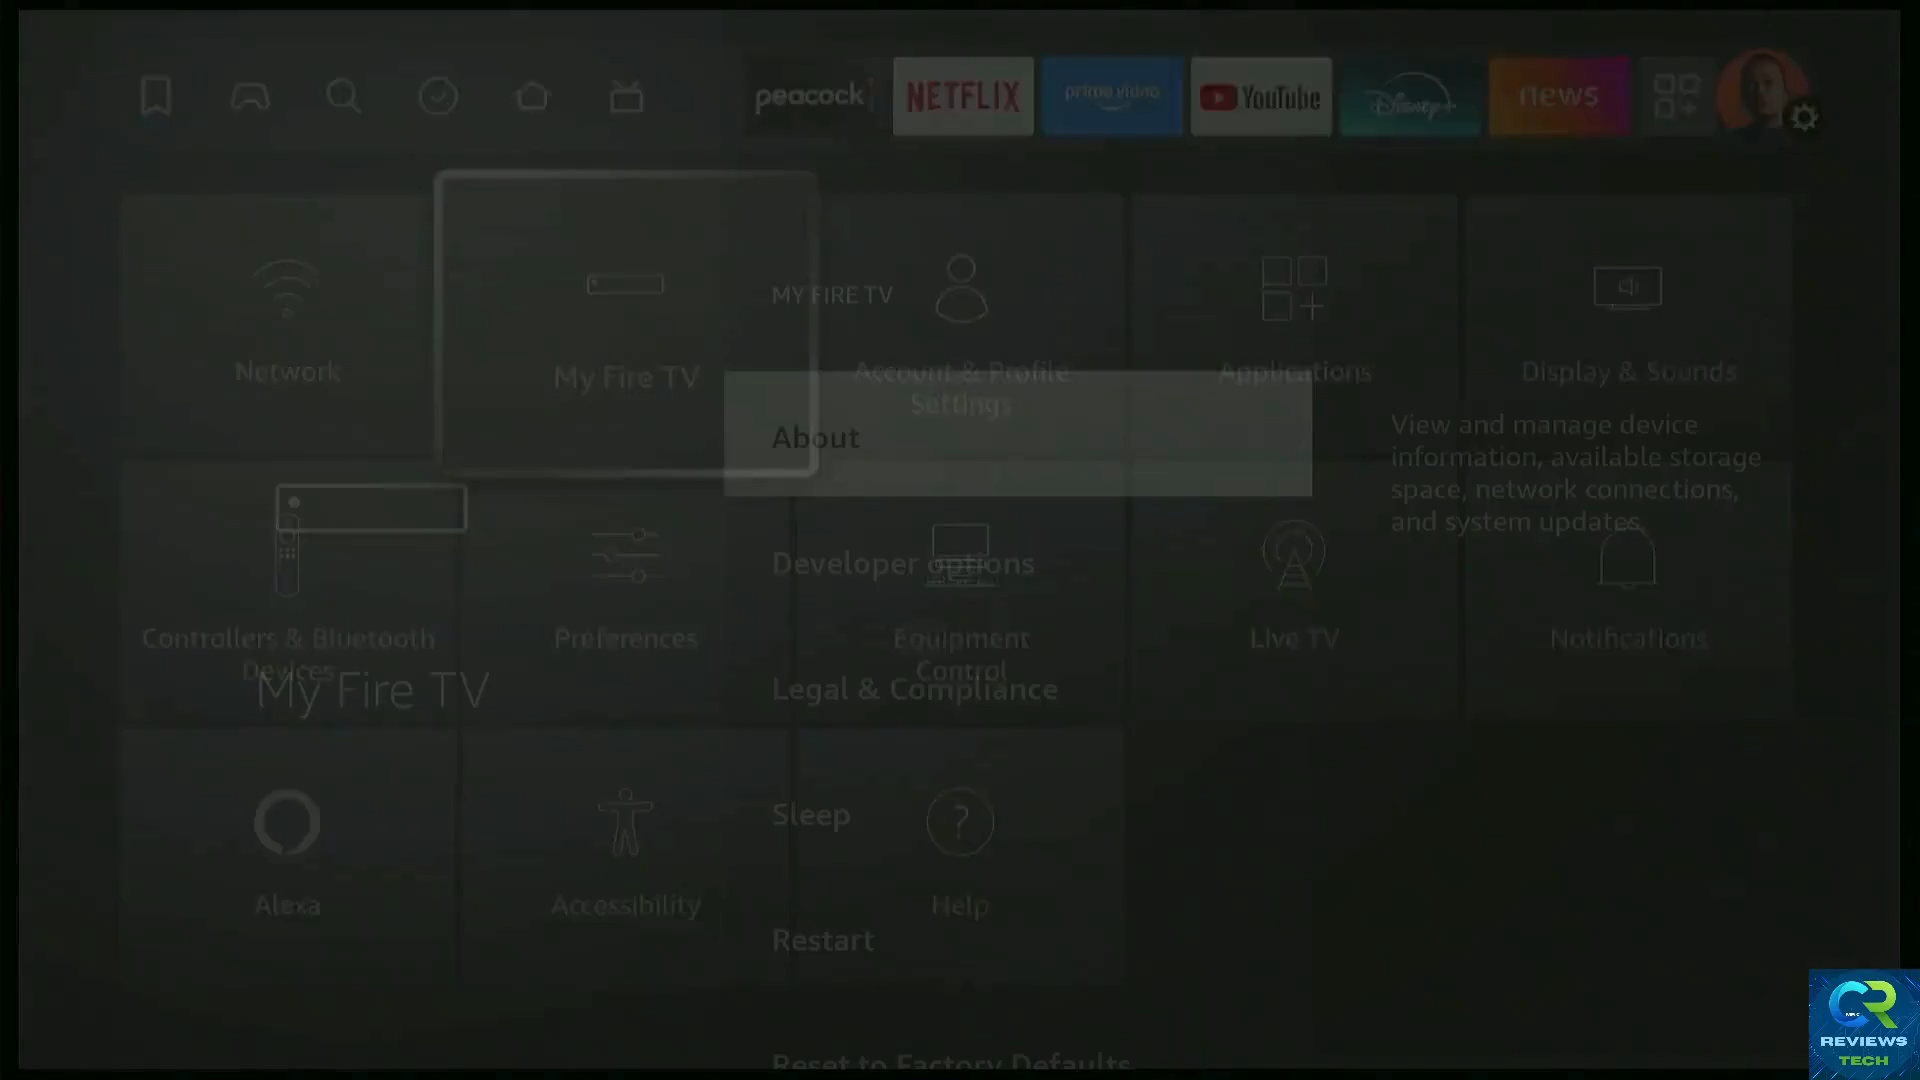 peacock
NETFLIX
prime video
YouTube
Disney+
news
Network
My Fire TV
Account & Profile
Settings
Applications
Display & Sounds
Controllers & Bluetooth
Devices
Preferences
Equipment
Control
Live TV
Notifications
Alexa
Accessibility
Help
My Fire TV
MY FIRE TV
About
Developer options
Legal & Compliance
Sleep
Restart
Reset to Factory Defaults
View and manage device
information, available storage
space, network connections,
and system updates.
CR
REVIEWS
TECH